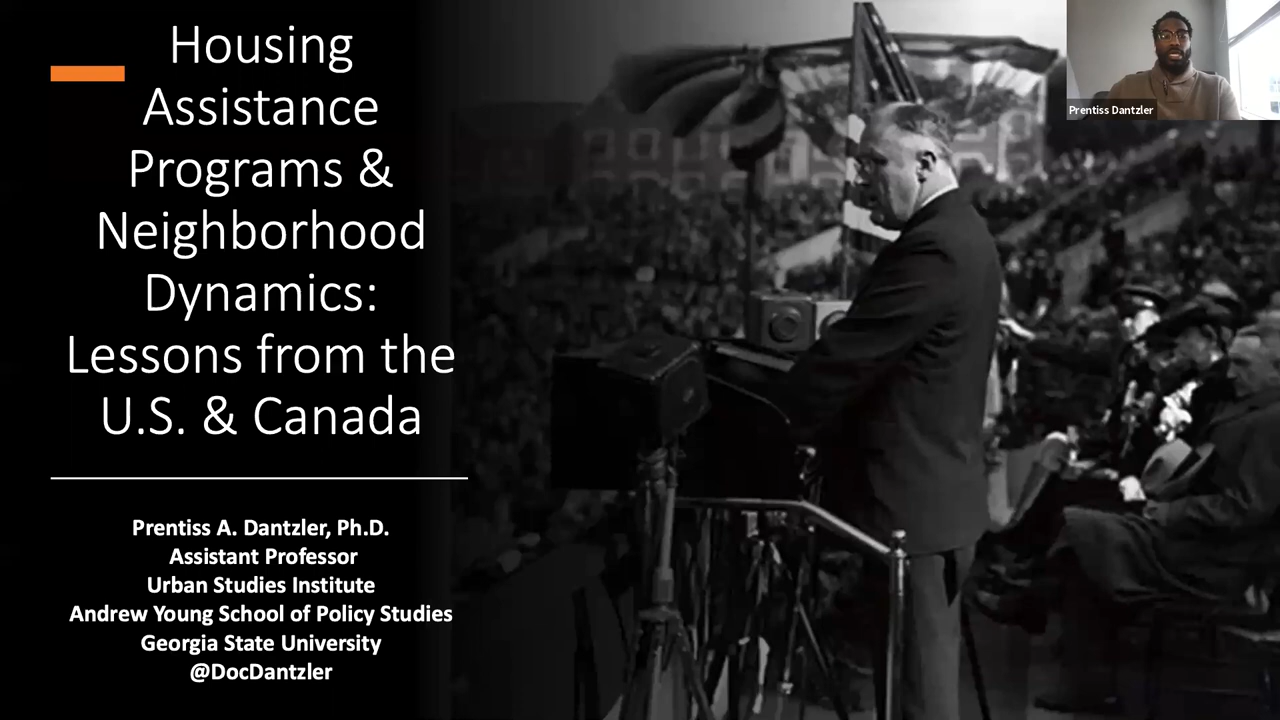 Housing
Assistance
Programs &
Neighborhood
Dynamics:
Lessons from the
U.S. & Canada
Prentiss A. Dantzler, Ph.D.
Assistant Professor
Urban Studies Institute
Andrew Young School of Policy Studies
Georgia State University
@DocDantzler
Prentiss Dantzler